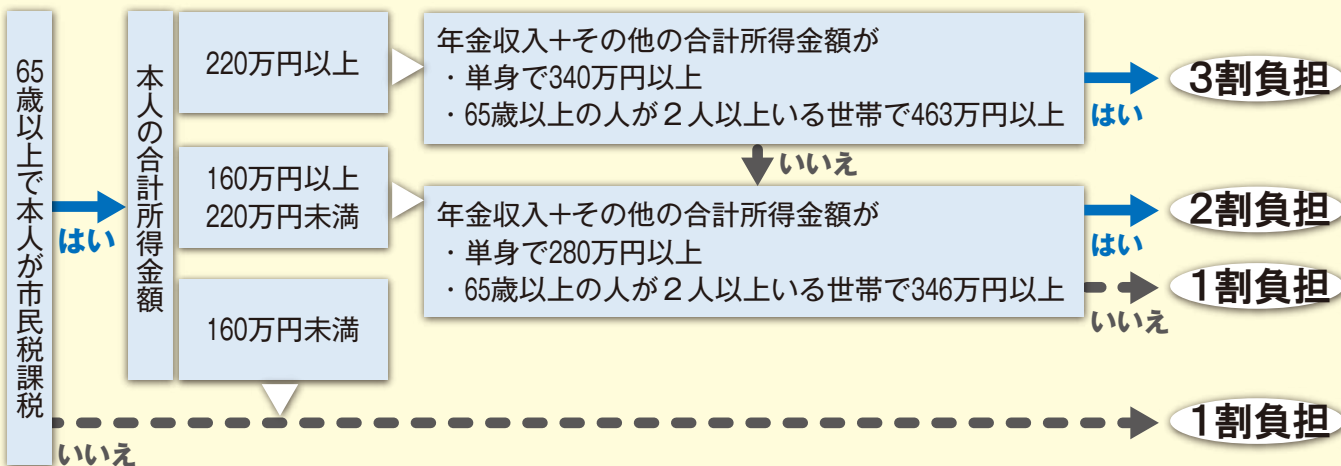 65歳以上で本人が市民税課税
はい
いいえ
本人の合計所得金額
220万円以上
年金収入+その他の合計所得金額が
・単身で340万円以上
・65歳以上の人が2人以上いる世帯で463万円以上
はい
3割負担
いいえ
160万円以上
220万円未満
年金収入+その他の合計所得金額が
・単身で280万円以上
・65歳以上の人が2人以上いる世帯で346万円以上
はい
2割負担
いいえ
1割負担
160万円未満
1割負担